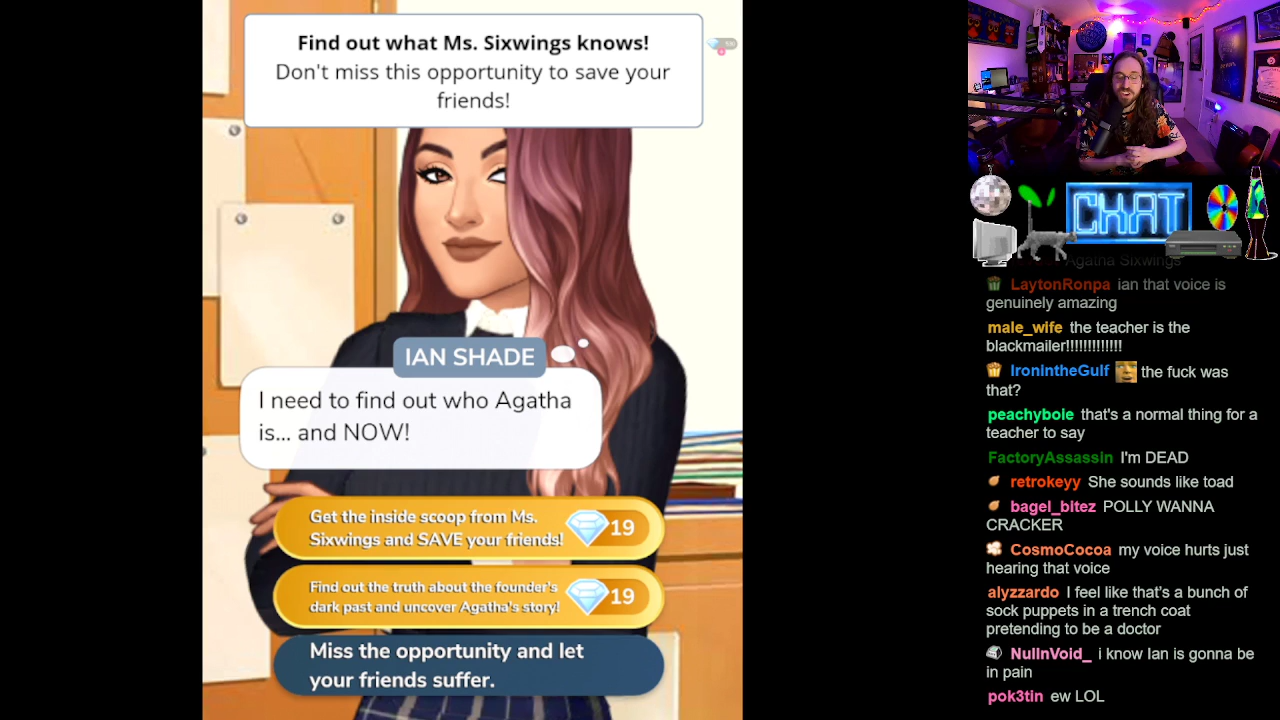 Find out what Ms. Sixwings knows!
Don't miss this opportunity to save your
friends!
IAN SHADE
I need to find out who Agatha
is... and NOW!
Get the inside scoop from Ms.
Sixwings and SAVE your friends!
19
Find out the truth about the founder's
dark past and uncover Agatha's story!
19
Miss the opportunity and let
your friends suffer.
CHAT
Agatha Sixwings
LaytonRonpa ian that voice is
genuinely amazing
male_wife the teacher is the
blackmailer!!!!!!!!!!!!!
IronintheGulf the fuck was
that?
peachybole that's a normal thing for a
teacher to say
FactoryAssassin I'm DEAD
retrokeyy She sounds like toad
bagel_bitez POLLY WANNA
CRACKER
CosmoCocoa my voice hurts just
hearing that voice
alyzzardo I feel like that's a bunch of
sock puppets in a trench coat
pretending to be a doctor
NullnVoid_ i know Ian is gonna be
in pain
pok3tin ew LOL